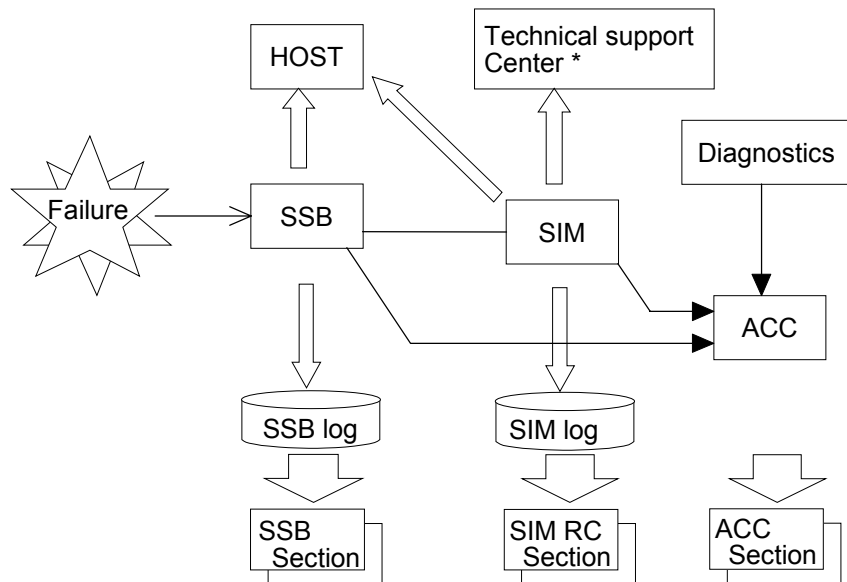 HOST
Technical support
Center *
Diagnostics
Failure
SSB
SIM
ACC
SSB log
SIM log
SSB
Section
SIM RC
Section
ACC
Section